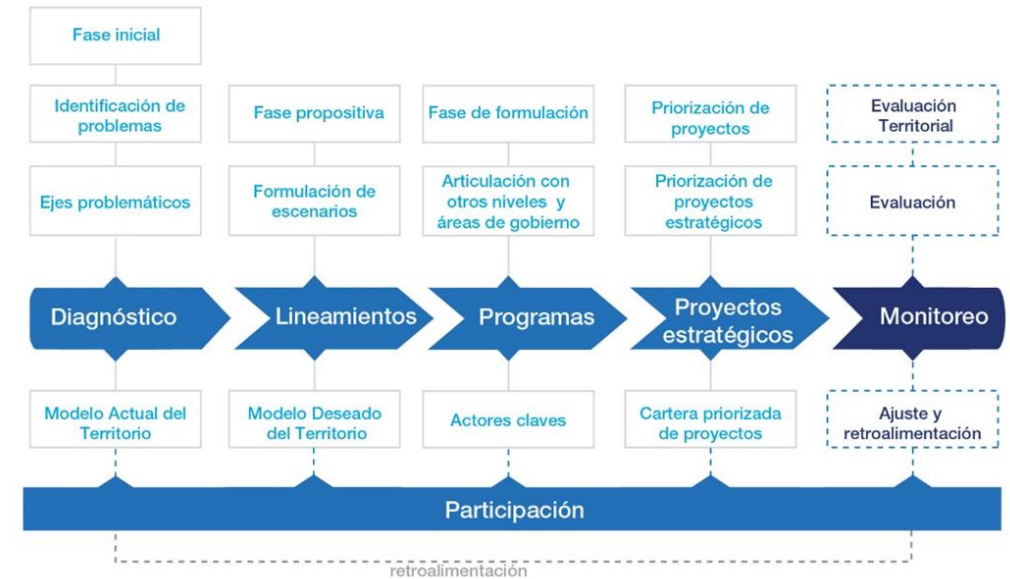 Fase inicial
Identificación de
problemas
Fase propositiva
Fase de formulación
Priorización de
proyectos
Evaluación
Territorial
Ejes problemáticos
Formulación de
escenarios
Articulación con
otros niveles y
áreas de gobierno
Priorización de
proyectos
estratégicos
Evaluación
Diagnóstico
Lineamientos
Programas
Proyectos
estratégicos
Monitoreo
Modelo Actual del
Territorio
Modelo Deseado
del Territorio
Actores claves
Cartera priorizada
de proyectos
Ajuste y
retroalimentación
Participación
retroalimentación